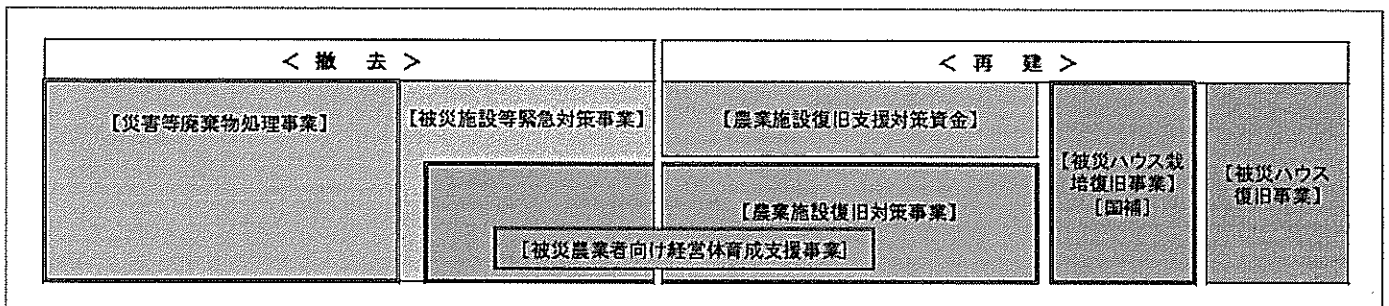 ＜ 撤　去 ＞
＜ 再　建 ＞
【災害等廃棄物処理事業】
【被災施設等緊急対策事業】
【農業施設復旧支援対策資金】
【農業施設復旧対策事業】
【被災農業者向け経営体育成支援事業】
【被災ハウス栽
培復旧事業】
［国補］
【被災ハウス
復旧事業】